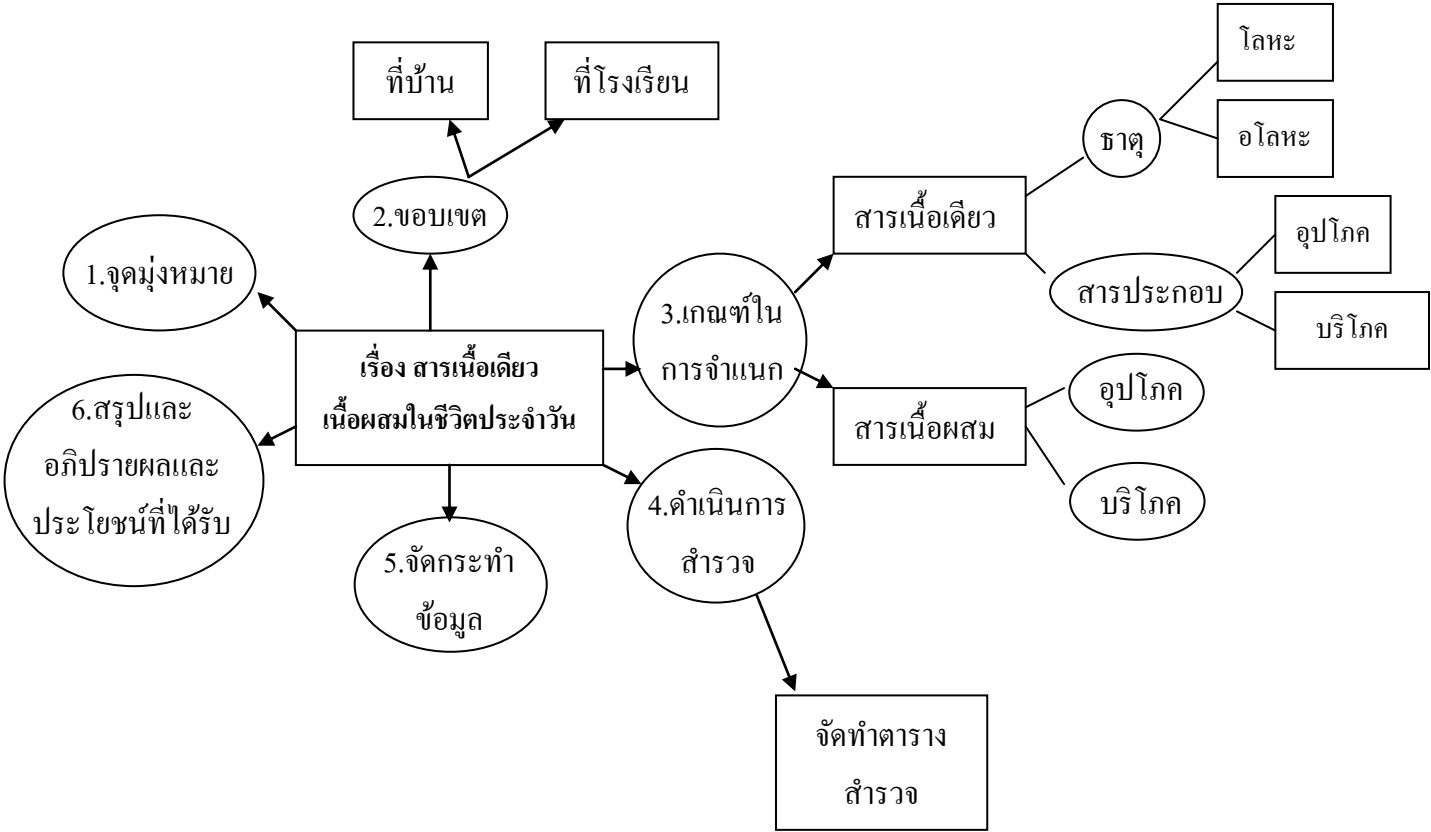 โลหะ
ที่บ้าน
ที่โรงเรียน
ธาตุ
อโลหะ
2.ขอบเขต
สารเนื้อเดียว
อุปโภค
1.จุดมุ่งหมาย
สารประกอบ
3.เกณฑ์ใน
การจำแนก
บริโภค
เรื่อง สารเนื้อเดียว
เนื้อผสมในชีวิตประจำวัน
อุปโภค
6.สรุปและ
อภิปรายผลและ
ประโยชน์ที่ได้รับ
สารเนื้อผสม
บริโภค
4.ดำเนินการ
สำรวจ
5.จัดกระทำ
ข้อมูล
จัดทำตาราง
สำรวจ